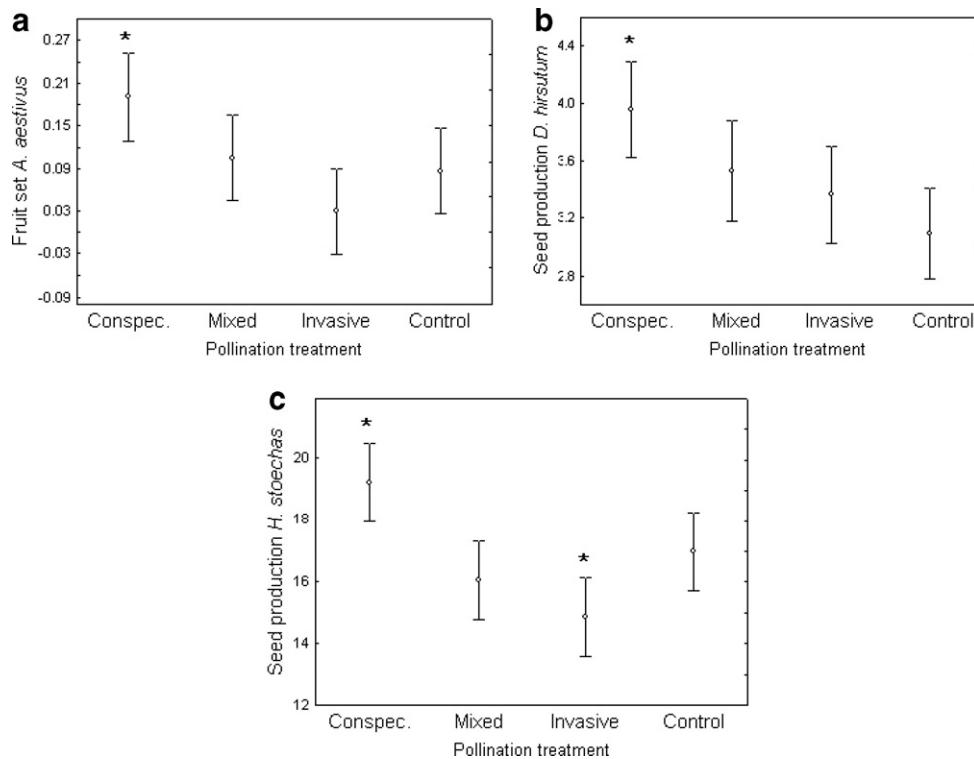 a
*
0.27
0.21
0.15
0.09
0.03
-0.03
-0.09
Fruit set A. aestivus
Conspec. Mixed Invasive Control
Pollination treatment
b
*
4.4
4.0
3.6
3.2
2.8
Seed production D. hirsutum
Conspec. Mixed Invasive Control
Pollination treatment
c
*
*
20
18
16
14
12
Seed production H. stoechas
Conspec. Mixed Invasive Control
Pollination treatment